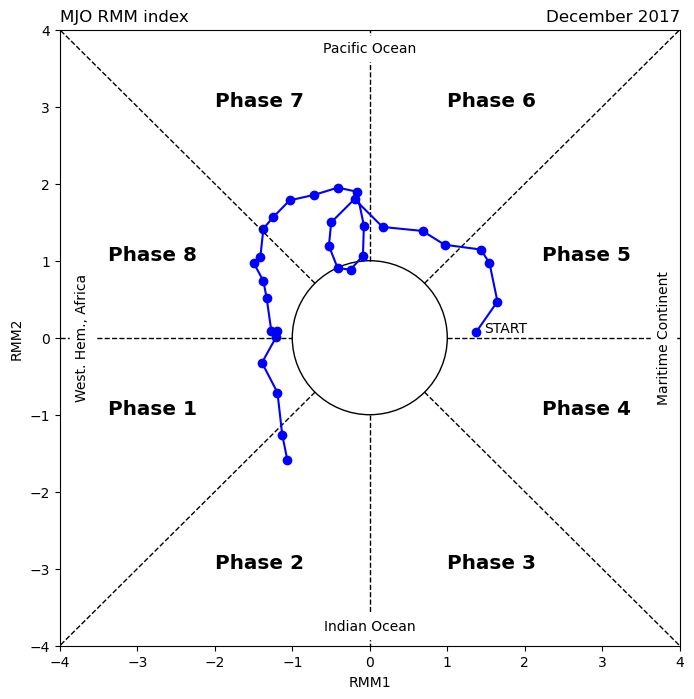 MJO RMM index
December 2017
4
Pacific Ocean
3
Phase 7
Phase 6
2
1
Phase 8
Phase 5
West. Hem., Africa
Maritime Continent
RMM2
START
0
−1
Phase 1
Phase 4
−2
−3
Phase 2
Phase 3
Indian Ocean
−4
−4 −3 −2 −1 0 1 2 3 4
RMM1